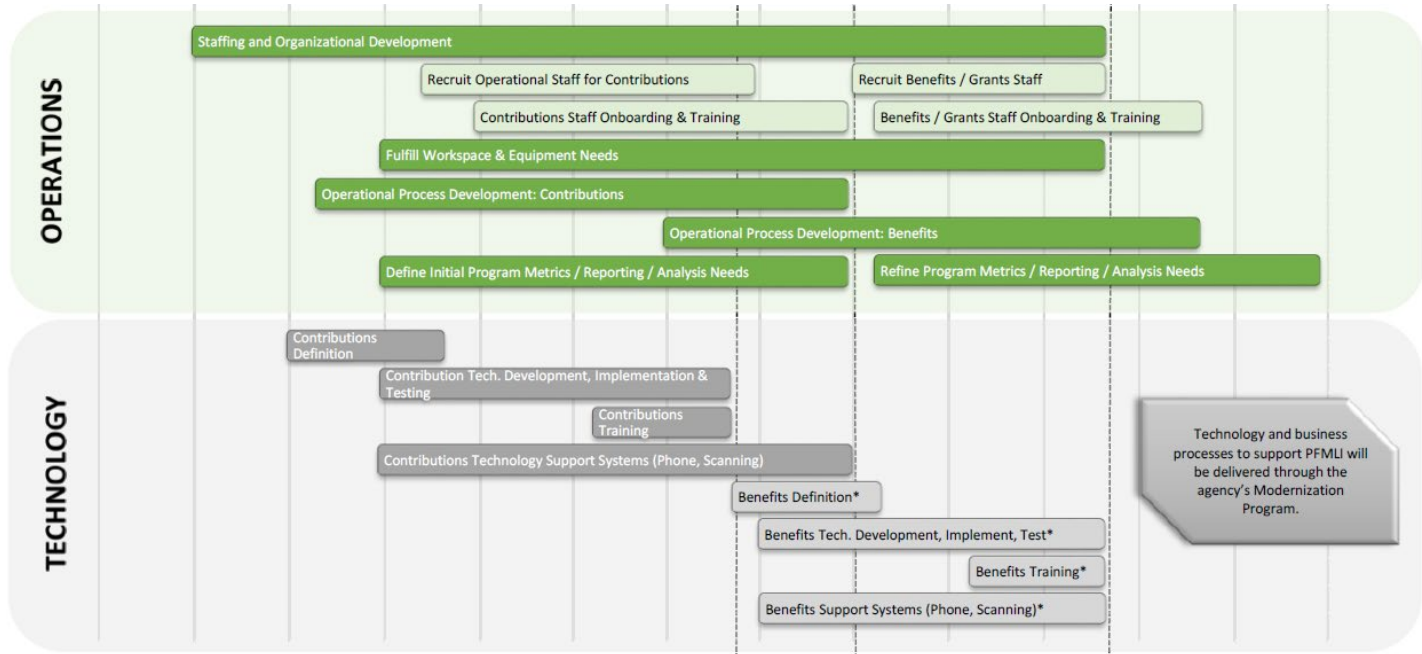 OPERATIONS
Staffing and Organizational Development
Recruit Operational Staff for Contributions
Recruit Benefits / Grants Staff
Contributions Staff Onboarding & Training
Benefits / Grants Staff Onboarding & Training
Fulfill Workspace & Equipment Needs
Operational Process Development: Contributions
Operational Process Development: Benefits
Define Initial Program Metrics / Reporting / Analysis Needs
Refine Program Metrics / Reporting / Analysis Needs
TECHNOLOGY
Contributions
Definition
Contribution Tech. Development, Implementation &
Testing
Contributions
Training
Contributions Technology Support Systems (Phone, Scanning)
Benefits Definition*
Benefits Tech. Development, Implement, Test*
Benefits Training*
Benefits Support Systems (Phone, Scanning)*
Technology and business
processes to support PFMLI will
be delivered through the
agency’s Modernization
Program.